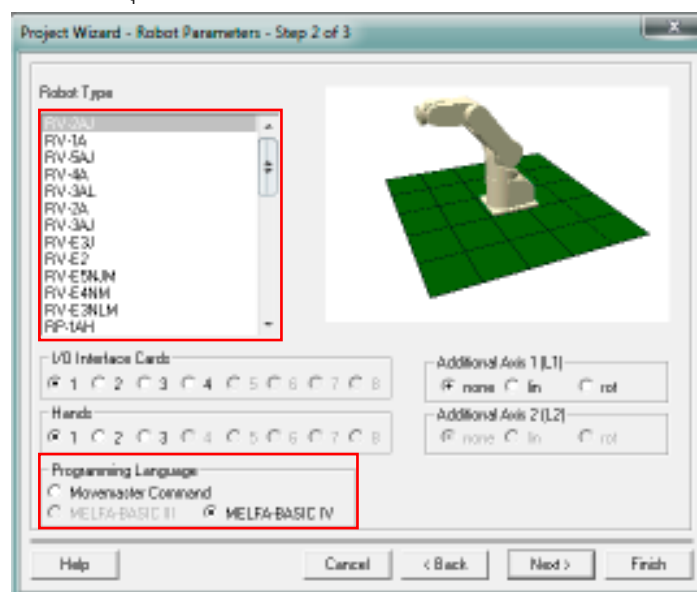 Project Wizard - Robot Parameters - Step 2 of 3
Robot Type
RV-2AJ
RV-1A
RV-5AJ
RV-4A
RV-3AL
RV-2A
RV-3AJ
RV-E3J
RV-E2
RV-E5NJM
RV-E4NM
RV-E3NLM
RP-1AH
I/O Interface Cards
1 2 3 4 5 6 7 8
Additional Axis 1 (L1)
none lin rot
Hands
1 2 3 4 5 6 7 8
Additional Axis 2 (L2)
none lin rot
Programming Language
Movemaster Command
MELFA-BASIC III MELFA-BASIC IV
Help Cancel < Back Next > Finish